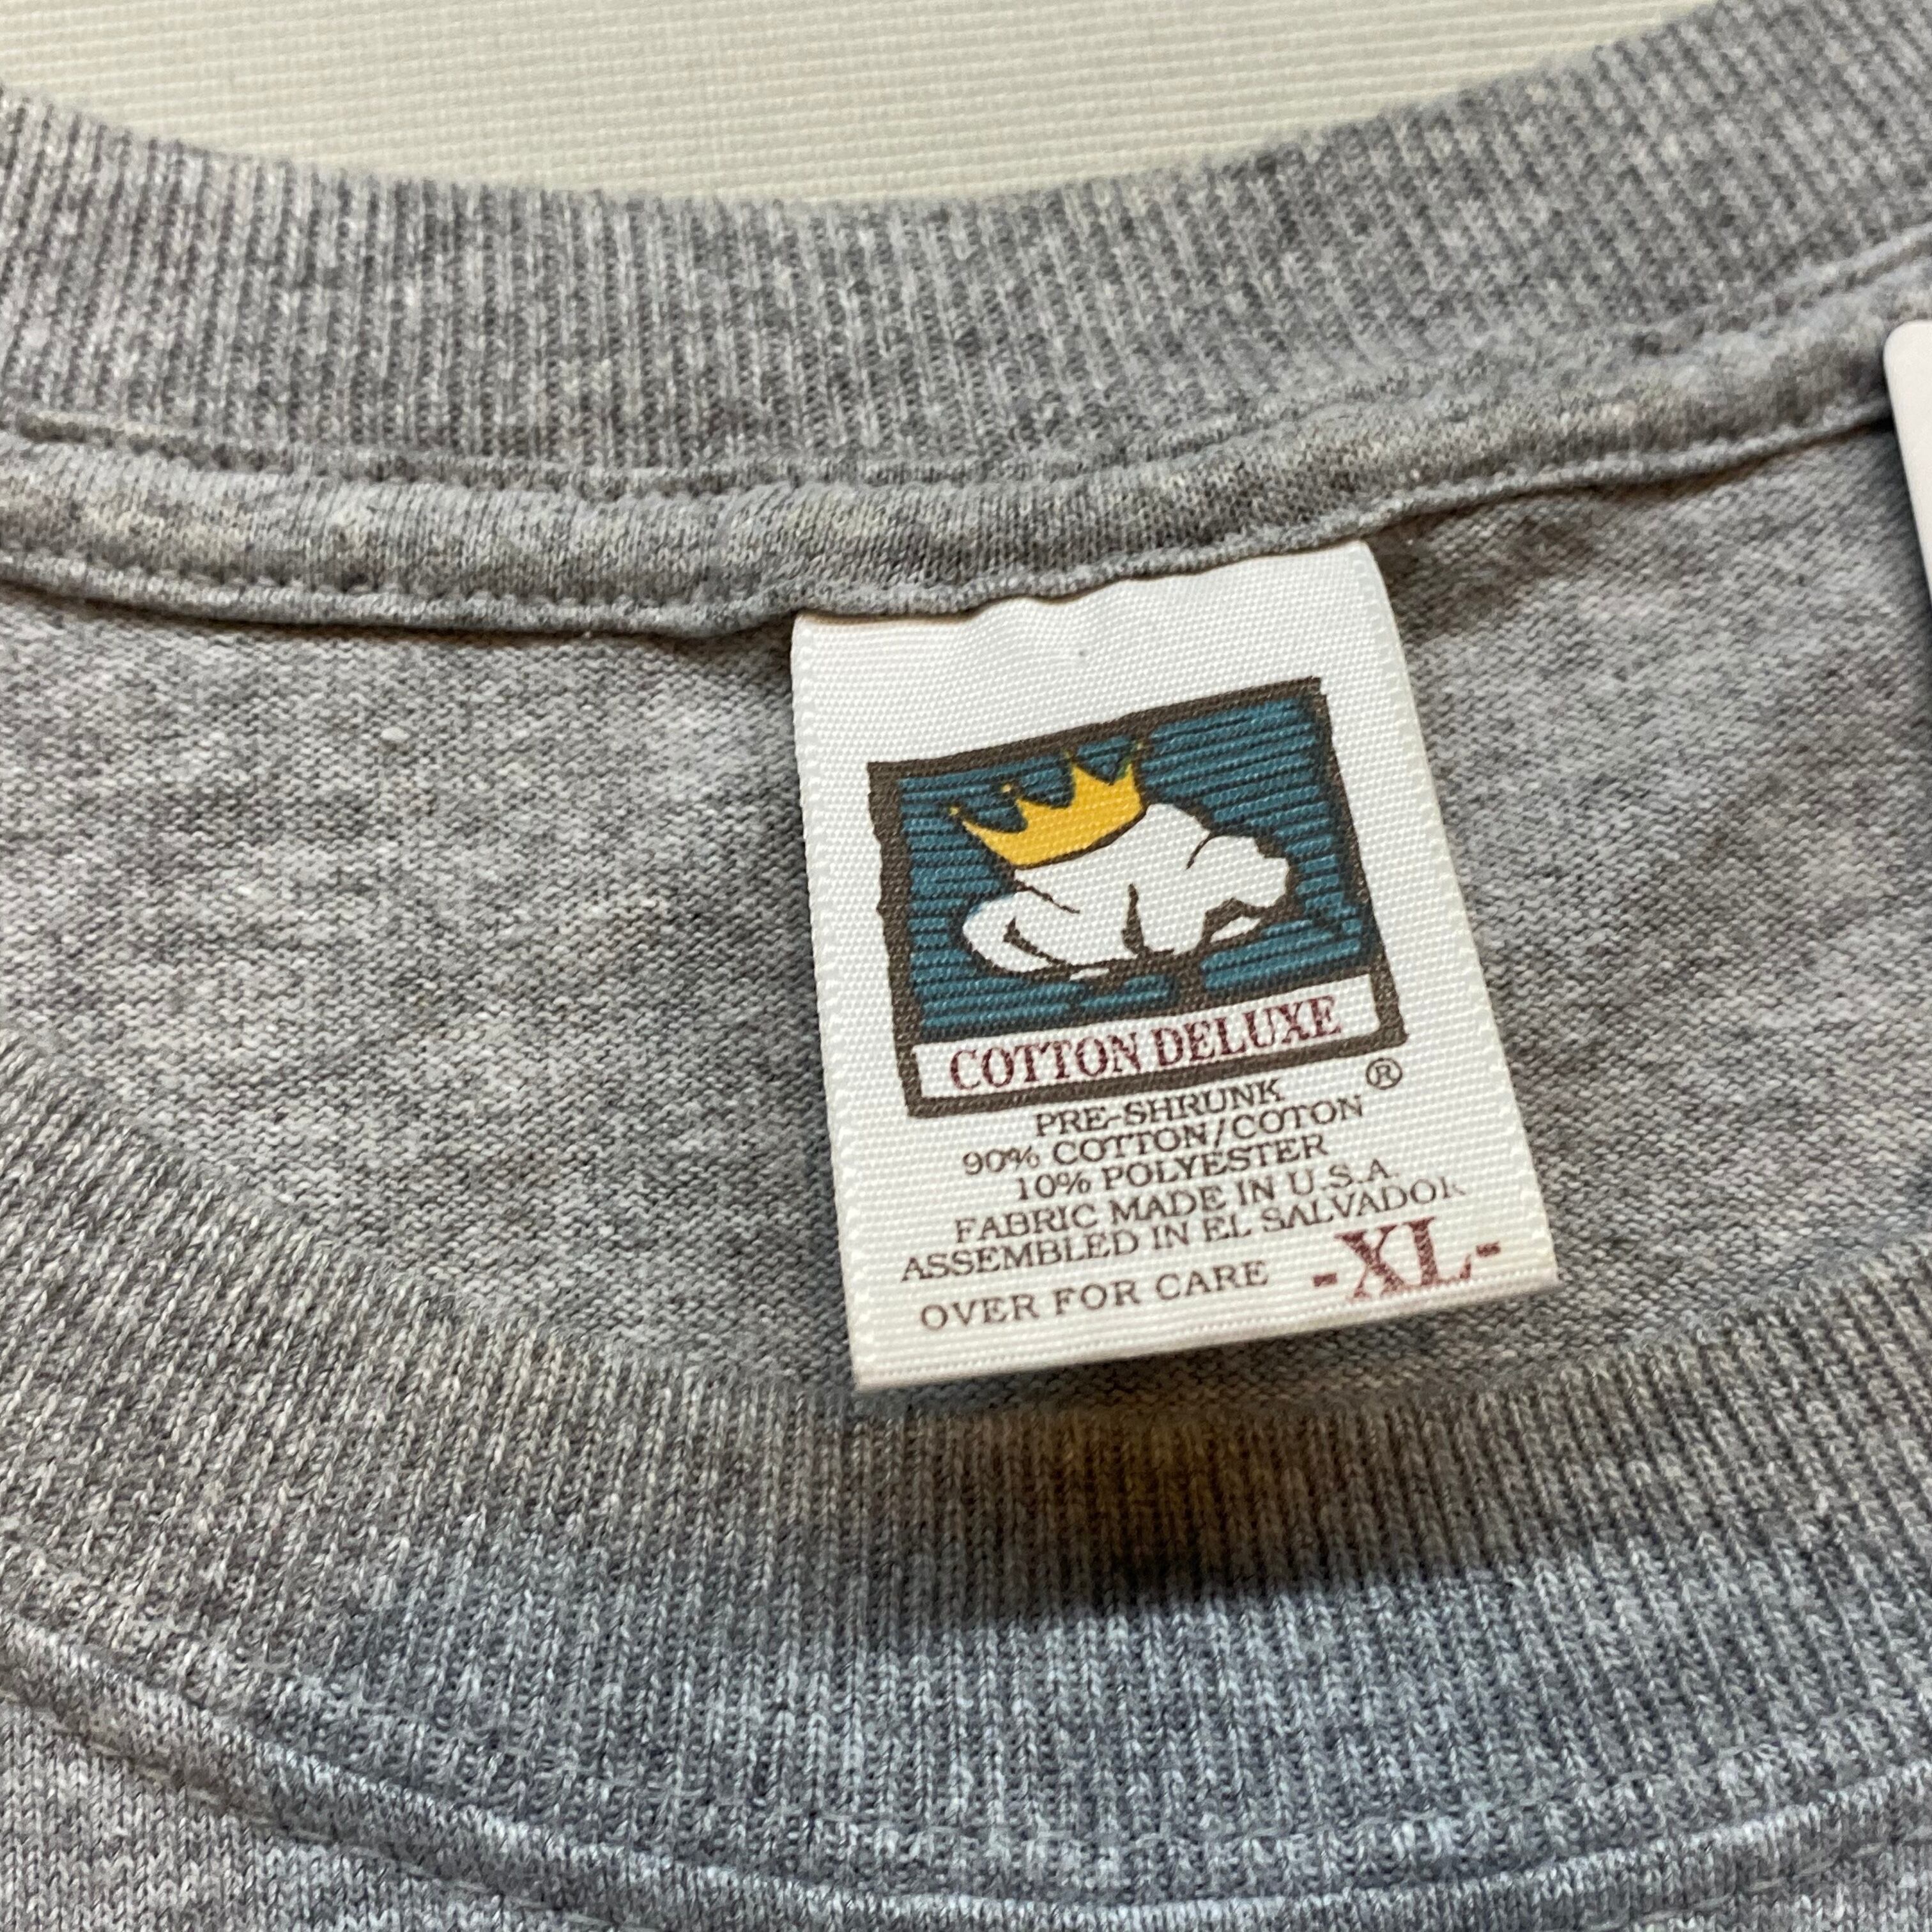 COTTON DELUXE
®
PRE-SHRUNK
90% COTTON/COTON
10% POLYESTER
FABRIC MADE IN U.S.A.
ASSEMBLED IN EL SALVADOR
OVER FOR CARE -XL-